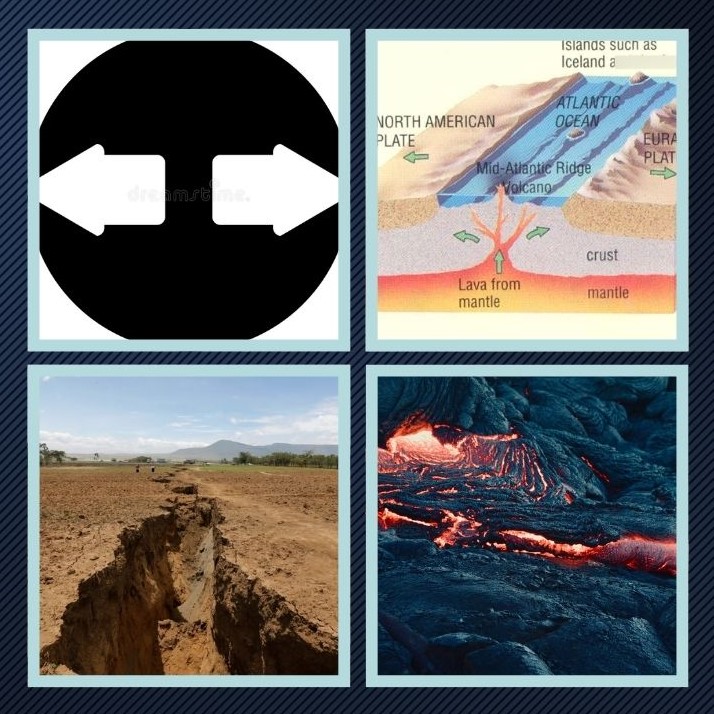 dreamstime.
Islands such as
Iceland a
ATLANTIC
OCEAN
NORTH AMERICAN
PLATE
EURA
PLAT
Mid-Atlantic Ridge
Volcano
crust
Lava from
mantle
mantle